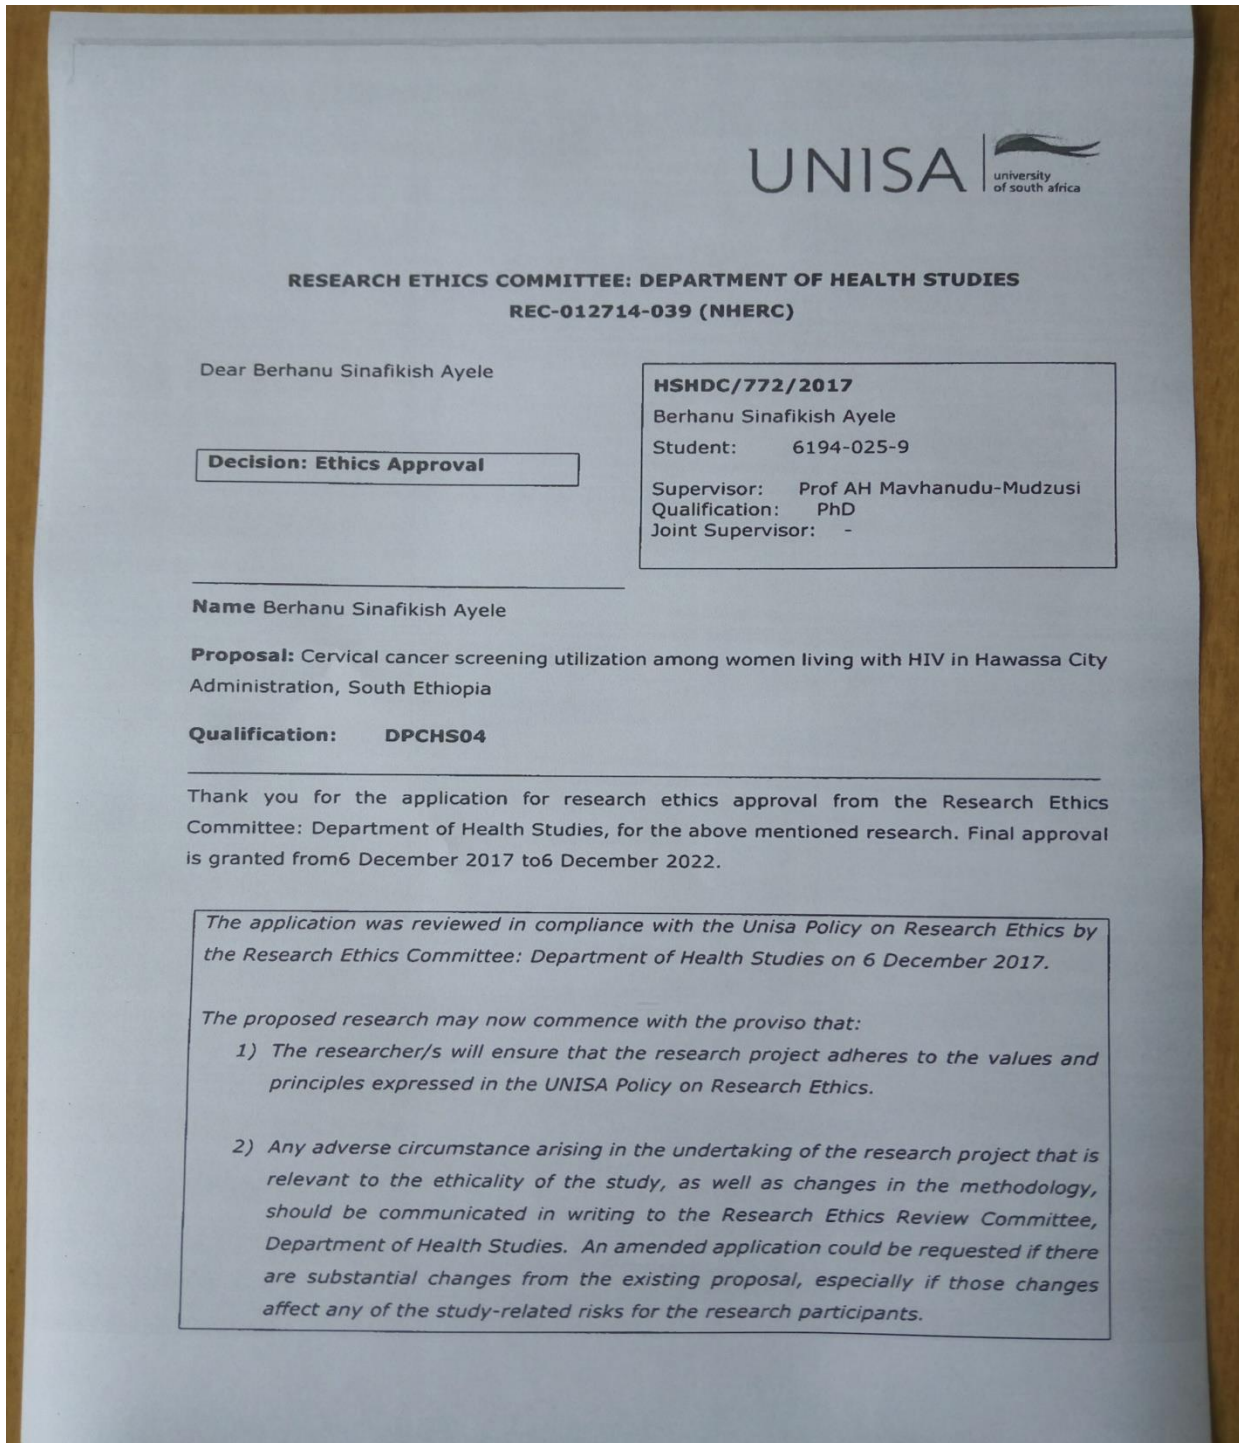 UNISA
university
of south africa
RESEARCH ETHICS COMMITTEE: DEPARTMENT OF HEALTH STUDIES
REC-012714-039 (NHERC)
Dear Berhanu Sinafikish Ayele
Decision: Ethics Approval
HSHDC/772/2017
Berhanu Sinafikish Ayele
Student: 6194-025-9
Supervisor: Prof AH Mavhanudu-Mudzusi
Qualification: PhD
Joint Supervisor: -
Name Berhanu Sinafikish Ayele
Proposal: Cervical cancer screening utilization among women living with HIV in Hawassa City
Administration, South Ethiopia
Qualification: DPCHS04
Thank you for the application for research ethics approval from the Research Ethics
Committee: Department of Health Studies, for the above mentioned research. Final approval
is granted from6 December 2017 to6 December 2022.
The application was reviewed in compliance with the Unisa Policy on Research Ethics by
the Research Ethics Committee: Department of Health Studies on 6 December 2017.
The proposed research may now commence with the proviso that:
1) The researcher/s will ensure that the research project adheres to the values and
principles expressed in the UNISA Policy on Research Ethics.
2) Any adverse circumstance arising in the undertaking of the research project that is
relevant to the ethicality of the study, as well as changes in the methodology,
should be communicated in writing to the Research Ethics Review Committee,
Department of Health Studies. An amended application could be requested if there
are substantial changes from the existing proposal, especially if those changes
affect any of the study-related risks for the research participants.